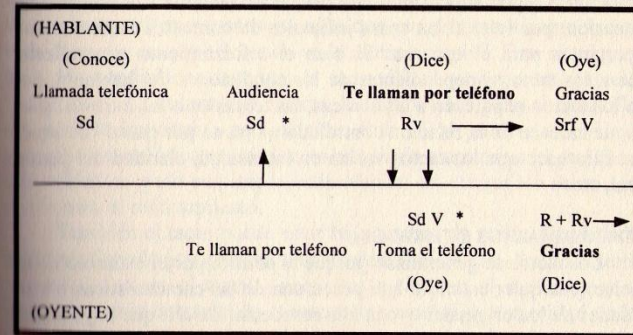 (HABLANTE)
(Conoce) (Dice) (Oye)
Llamada telefónica Audiencia Te llaman por teléfono Gracias
Sd Sd * Rv Srf V
Sd V * R + Rv
Te llaman por teléfono Toma el teléfono Gracias
(Oye) (Dice)
(OYENTE)